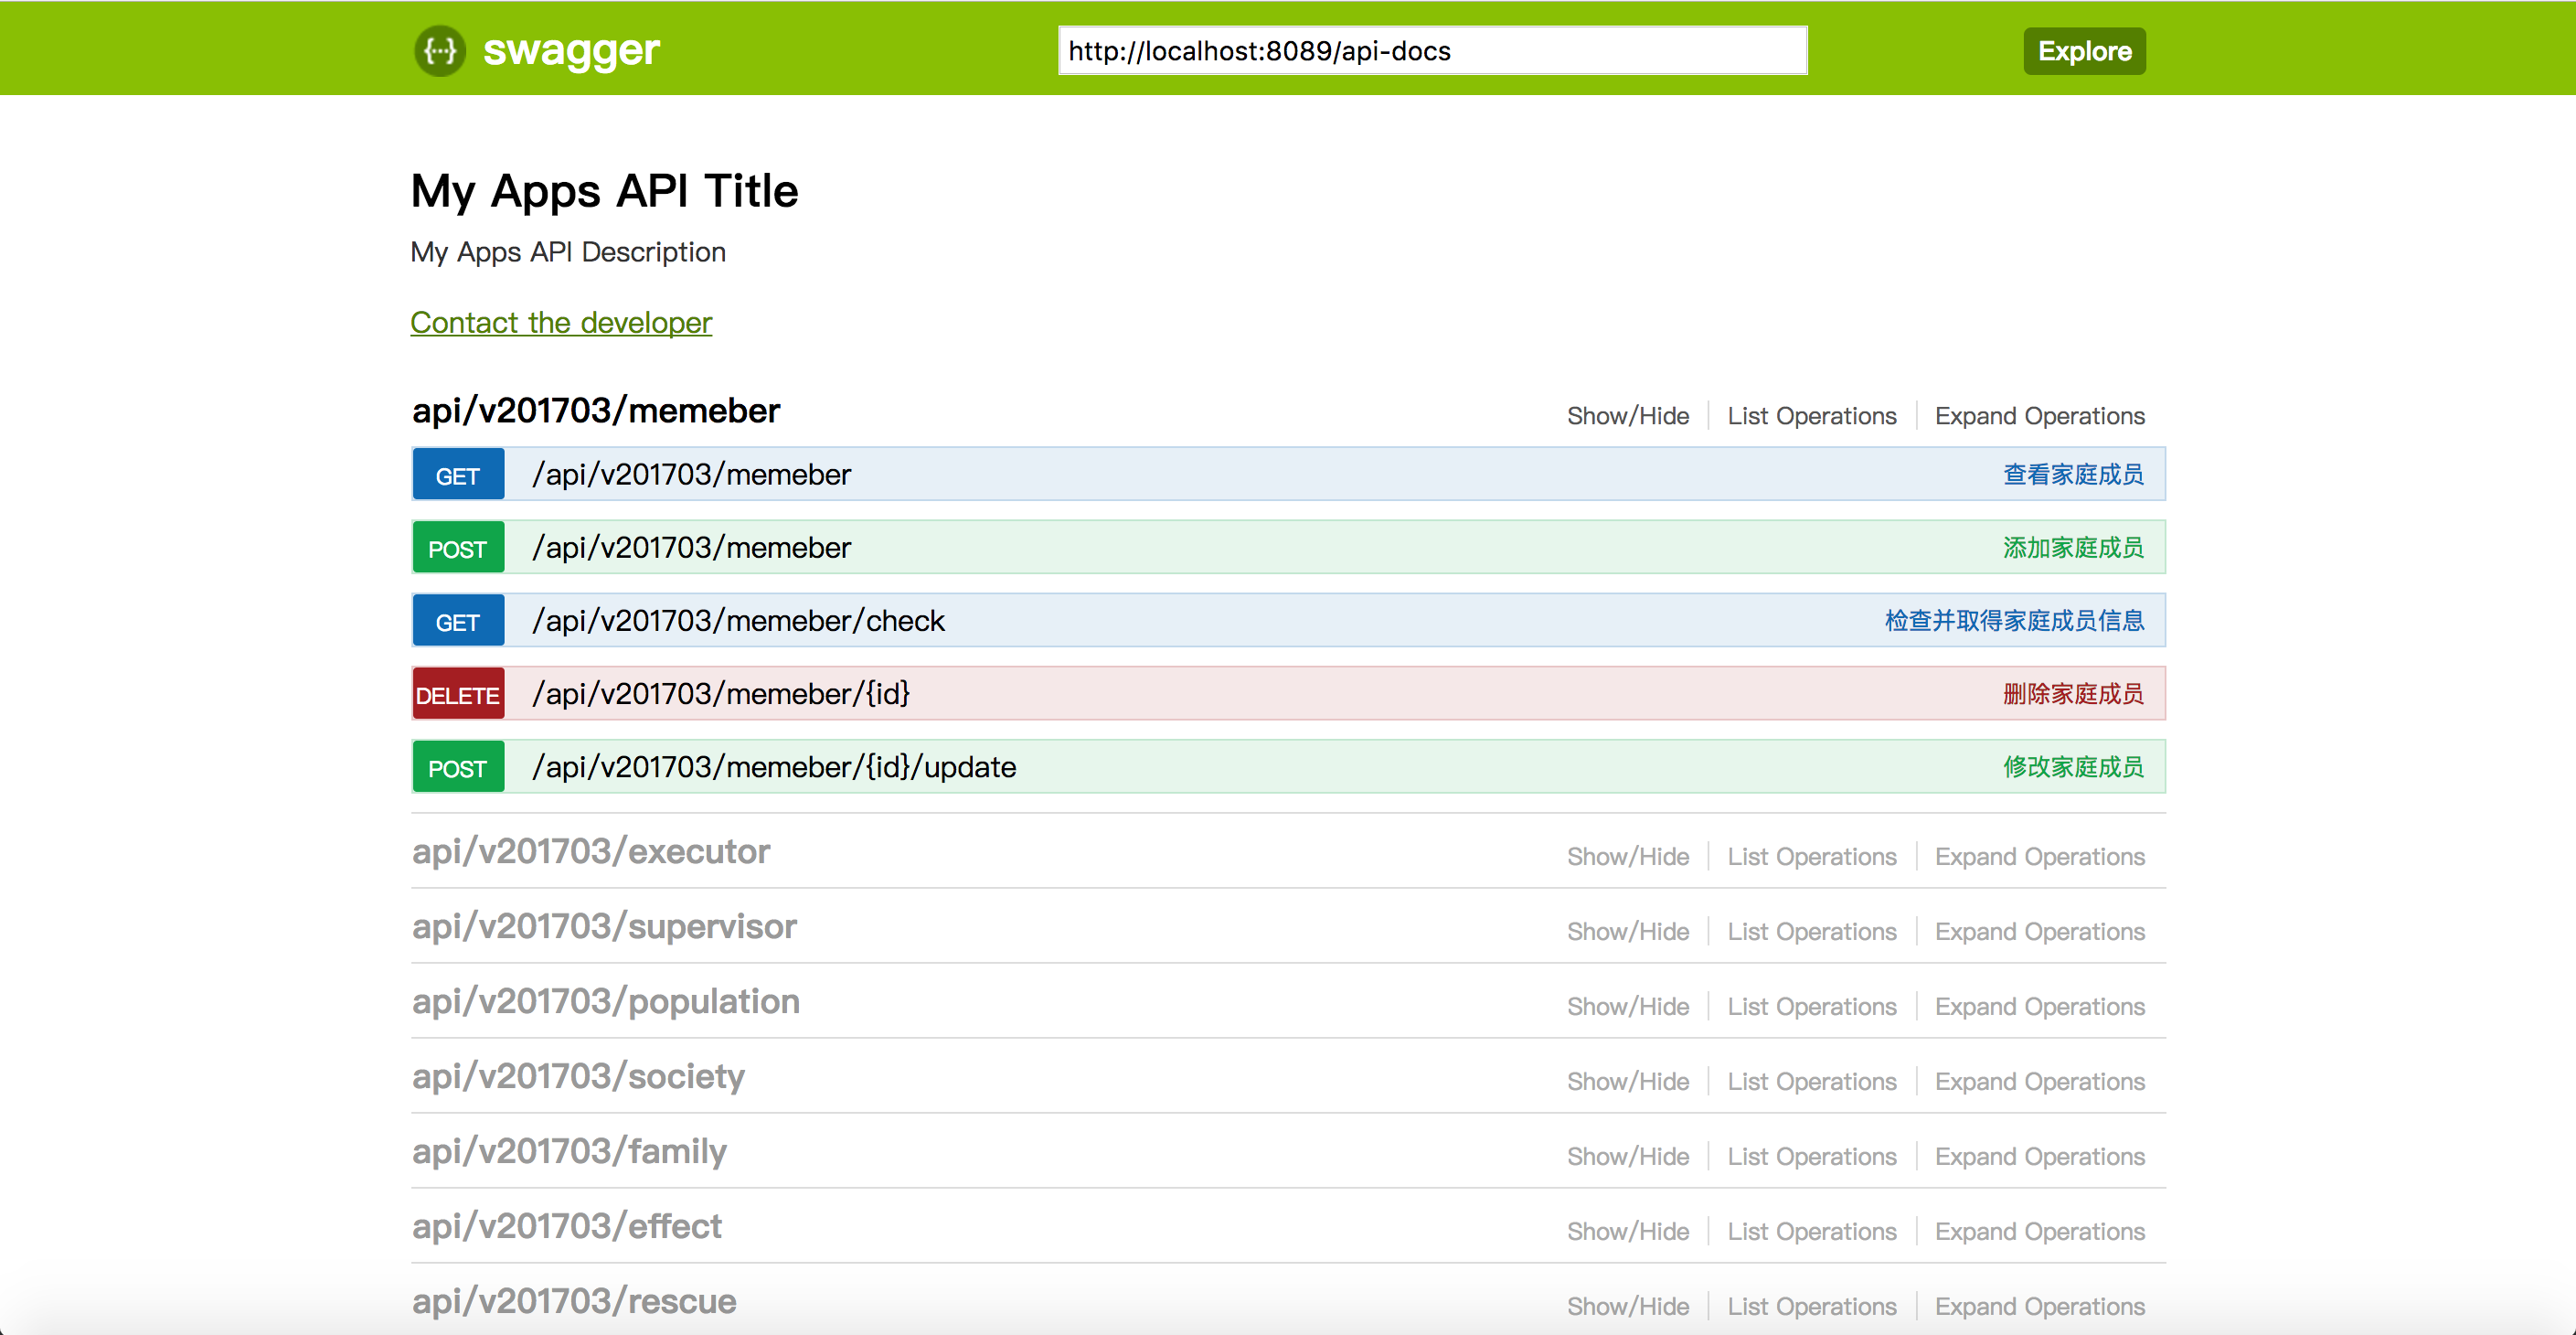 {...} swagger http://localhost:8089/api-docs Explore
My Apps API Title
My Apps API Description
Contact the developer
api/v201703/memeber Show/Hide List Operations Expand Operations
GET /api/v201703/memeber 查看家庭成员
POST /api/v201703/memeber 添加家庭成员
GET /api/v201703/memeber/check 检查并取得家庭成员信息
DELETE /api/v201703/memeber/{id} 删除家庭成员
POST /api/v201703/memeber/{id}/update 修改家庭成员
api/v201703/executor Show/Hide List Operations Expand Operations
api/v201703/supervisor Show/Hide List Operations Expand Operations
api/v201703/population Show/Hide List Operations Expand Operations
api/v201703/society Show/Hide List Operations Expand Operations
api/v201703/family Show/Hide List Operations Expand Operations
api/v201703/effect Show/Hide List Operations Expand Operations
api/v201703/rescue Show/Hide List Operations Expand Operations